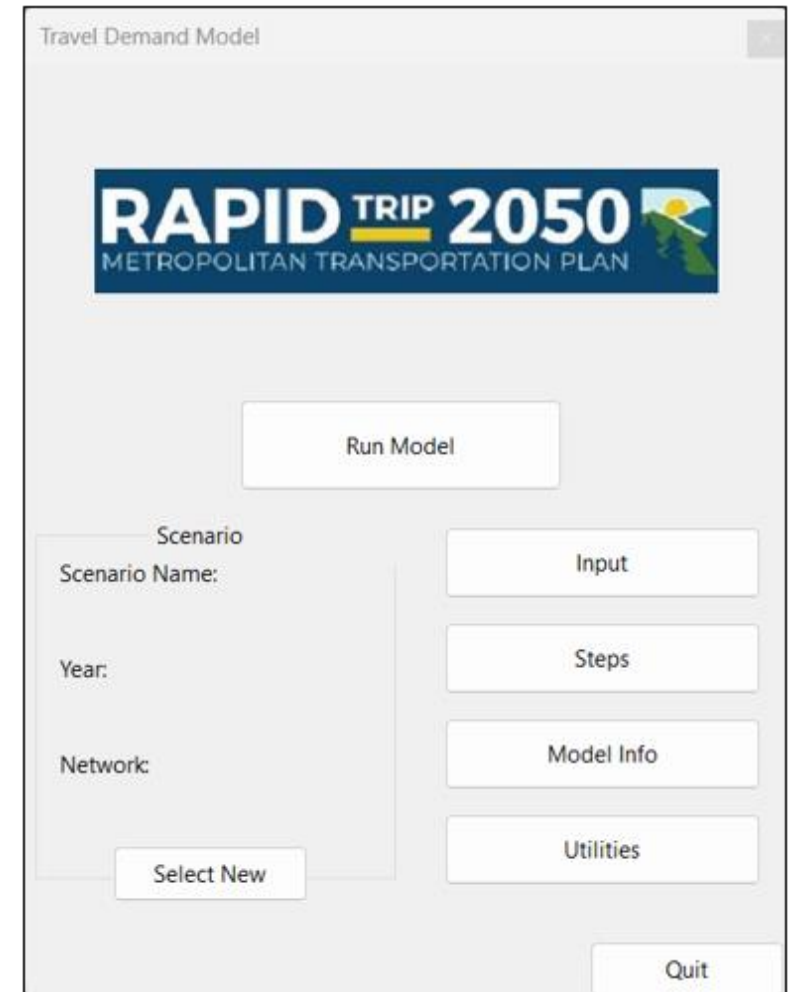 Travel Demand Model
RAPID TRIP 2050
METROPOLITAN TRANSPORTATION PLAN
Run Model
Scenario
Scenario Name:
Year:
Network:
Select New
Input
Steps
Model Info
Utilities
Quit